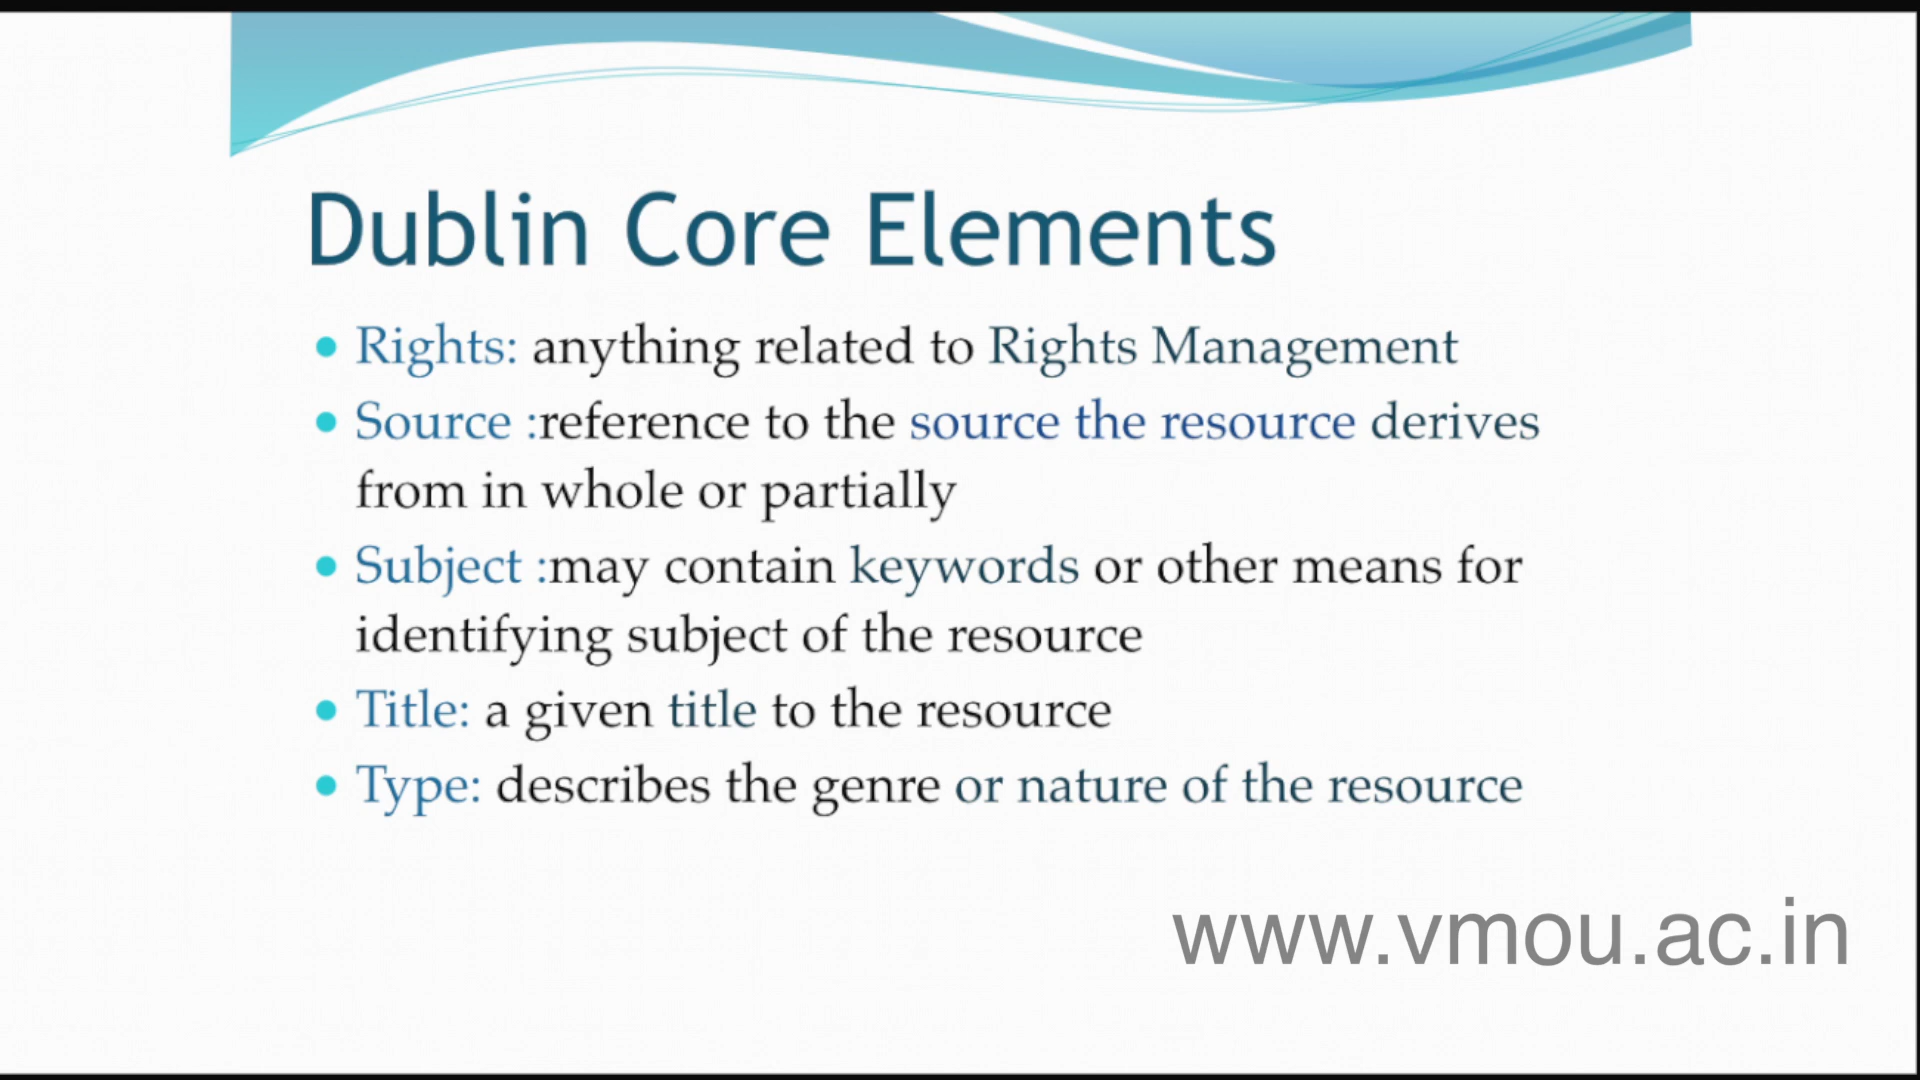 Dublin Core Elements
• Rights: anything related to Rights Management
• Source :reference to the source the resource derives
from in whole or partially
• Subject :may contain keywords or other means for
identifying subject of the resource
• Title: a given title to the resource
• Type: describes the genre or nature of the resource
www.vmou.ac.in